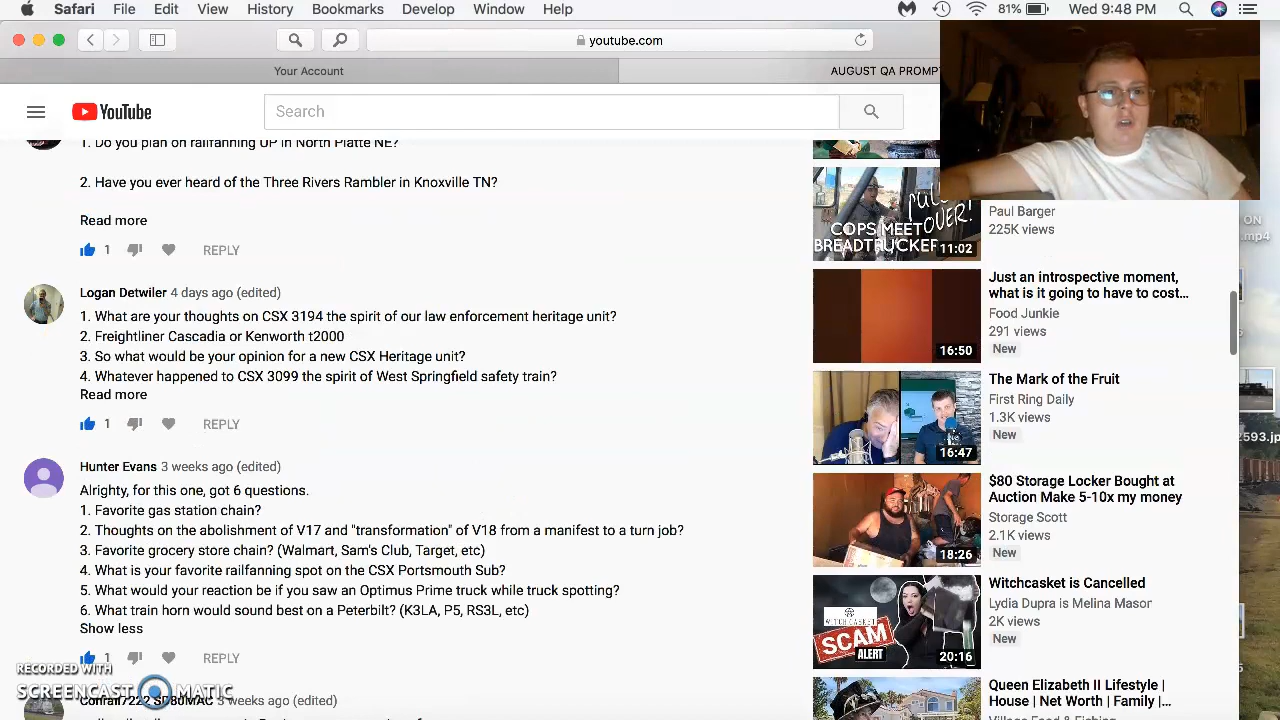 Safari File Edit View History Bookmarks Develop Window Help 81% Wed 9:48 PM
youtube.com
Your Account
AUGUST QA PROMPT
YouTube
Search
1. Do you plan on railfanning UP in North Platte NE?
2. Have you ever heard of the Three Rivers Rambler in Knoxville TN?
Read more
1 REPLY
Logan Detwiler 4 days ago (edited)
1. What are your thoughts on CSX 3194 the spirit of our law enforcement heritage unit?
2. Freightliner Cascadia or Kenworth t2000
3. So what would be your opinion for a new CSX Heritage unit?
4. Whatever happened to CSX 3099 the spirit of West Springfield safety train?
Read more
1 REPLY
Hunter Evans 3 weeks ago (edited)
Alrighty, for this one, got 6 questions.
1. Favorite gas station chain?
2. Thoughts on the abolishment of V17 and "transformation" of V18 from a manifest to a turn job?
3. Favorite grocery store chain? (Walmart, Sam's Club, Target, etc)
4. What is your favorite railfanning spot on the CSX Portsmouth Sub?
5. What would your reaction be if you saw an Optimus Prime truck while truck spotting?
6. What train horn would sound best on a Peterbilt? (K3LA, P5, RS3L, etc)
Show less
1 REPLY
3 weeks ago (edited)
RECORDED WITH
SCREENCAST MATIC
OVER!
COPS MEET
BREADTRUCKER
11:02
Paul Barger
225K views
Just an introspective moment,
what is it going to have to cost...
Food Junkie
291 views
New
16:50
The Mark of the Fruit
First Ring Daily
1.3K views
New
16:47
$80 Storage Locker Bought at
Auction Make 5-10x my money
Storage Scott
2.1K views
New
18:26
Witchcasket is Cancelled
Lydia Dupra is Melina Mason
2K views
New
WITCH CASKET
SCAM
ALERT
20:16
Queen Elizabeth II Lifestyle |
House | Net Worth | Family |...
ON
.mp4
2593.jp